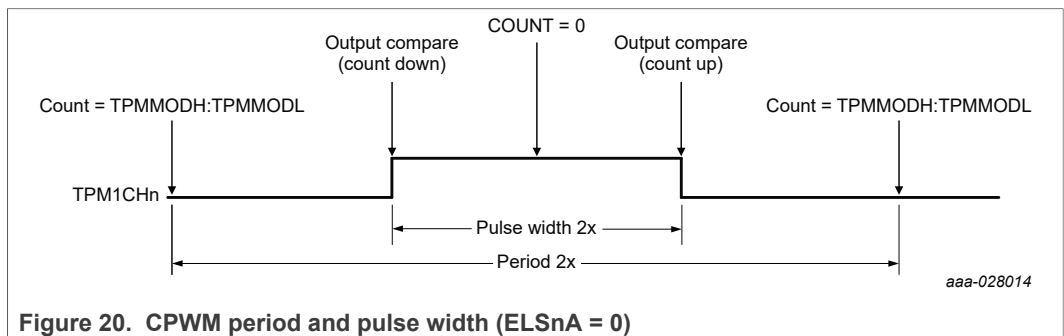 COUNT = 0
Output compare
(count down)
Output compare
(count up)
Count = TPMMODH:TPMMODL
Count = TPMMODH:TPMMODL
TPM1CHn
Pulse width 2x
Period 2x
aaa-028014
Figure 20. CPWM period and pulse width (ELSnA = 0)